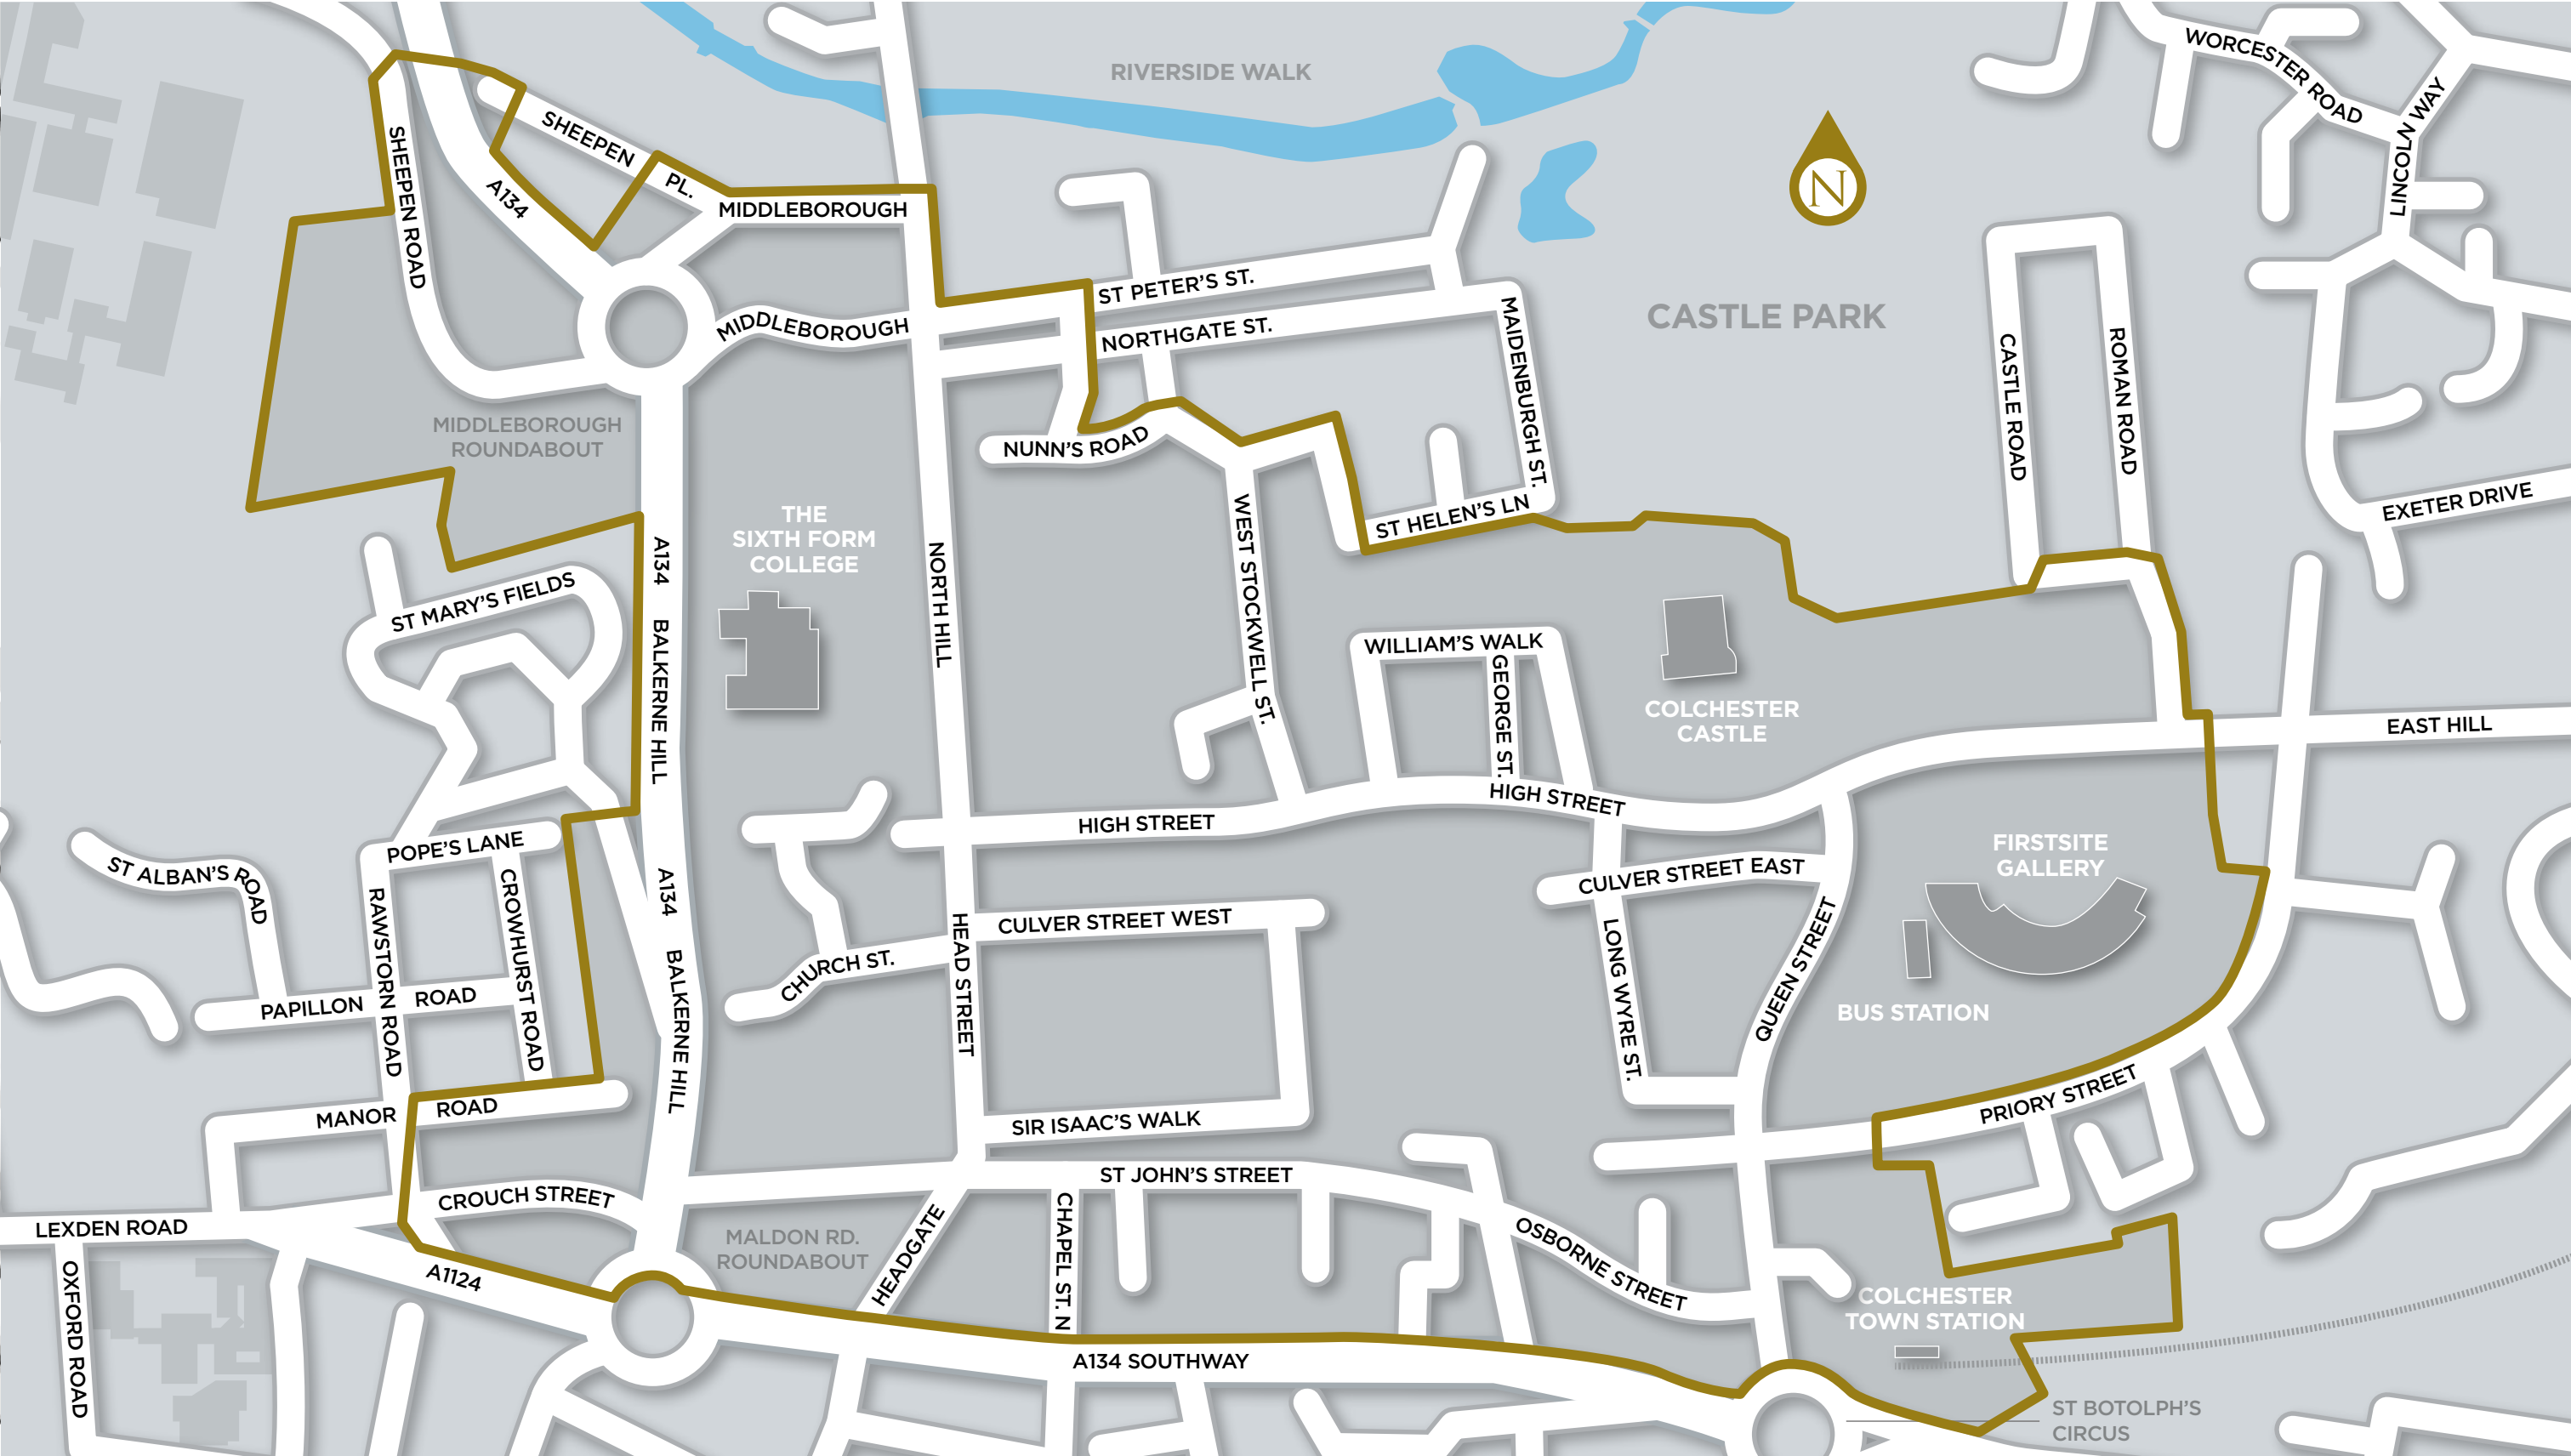 RIVERSIDE WALK
WORCESTER ROAD
LINCOLN WAY
SHEEPEN ROAD
A134
SHEEPEN
PL.
MIDDLEBOROUGH
N
ST PETER'S ST.
MIDDLEBOROUGH
NORTHGATE ST.
MAIDENBURGH ST.
CASTLE PARK
CASTLE ROAD
ROMAN ROAD
MIDDLEBOROUGH
ROUNDABOUT
NUNN'S ROAD
ST HELEN'S LN
EXETER DRIVE
THE
SIXTH FORM
COLLEGE
A134
BALKERNE HILL
NORTH HILL
WEST STOCKWELL ST.
ST MARY'S FIELDS
WILLIAM'S WALK
GEORGE ST.
COLCHESTER
CASTLE
EAST HILL
HIGH STREET
HIGH STREET
POPE'S LANE
ST ALBAN'S ROAD
RAWSTORN ROAD
CROWHURST ROAD
PAPILLON
ROAD
A134
BALKERNE HILL
CHURCH ST.
HEAD STREET
CULVER STREET WEST
CULVER STREET EAST
LONG WYRE ST.
QUEEN STREET
FIRSTSITE
GALLERY
BUS STATION
MANOR
ROAD
SIR ISAAC'S WALK
PRIORY STREET
LEXDEN ROAD
CROUCH STREET
ST JOHN'S STREET
MALDON RD.
ROUNDABOUT
HEADGATE
CHAPEL ST. N
OSBORNE STREET
OXFORD ROAD
A1124
COLCHESTER
TOWN STATION
A134 SOUTHWAY
ST BOTOLPH'S
CIRCUS